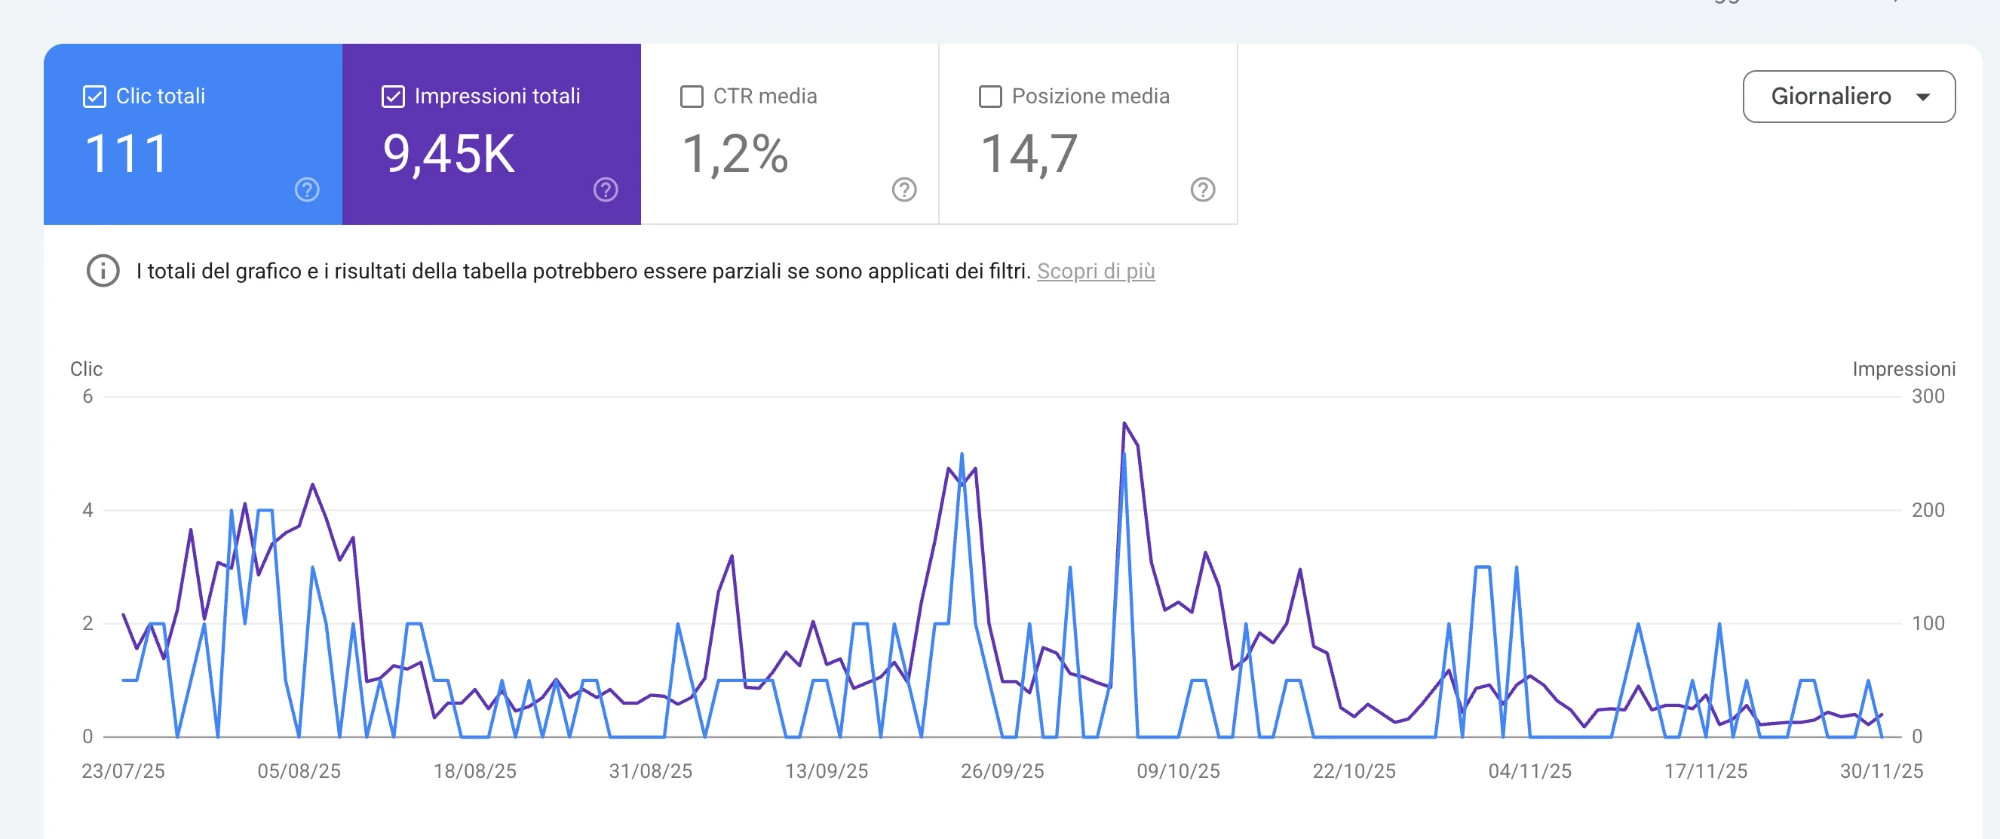 Clic totali
111
Impressioni totali
9,45K
CTR media
1,2%
Posizione media
14,7
Giornaliero
I totali del grafico e i risultati della tabella potrebbero essere parziali se sono applicati dei filtri. Scopri di più
Clic
Impressioni
6
300
4
200
2
100
0
0
23/07/25
05/08/25
18/08/25
31/08/25
13/09/25
26/09/25
09/10/25
22/10/25
04/11/25
17/11/25
30/11/25